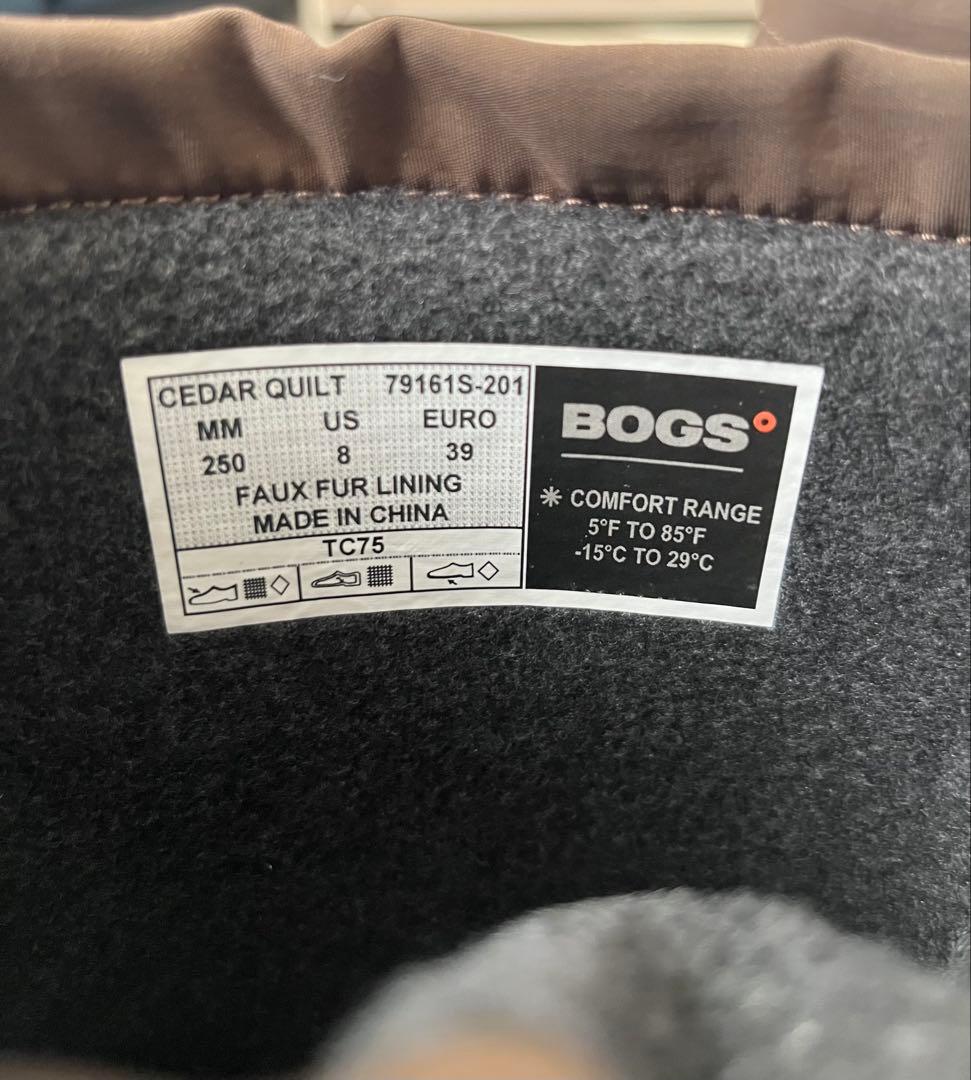 CEDAR QUILT 79161S-201
MM US EURO
250 8 39
FAUX FUR LINING
MADE IN CHINA
TC75
BOGS
* COMFORT RANGE
5°F TO 85°F
-15°C TO 29°C